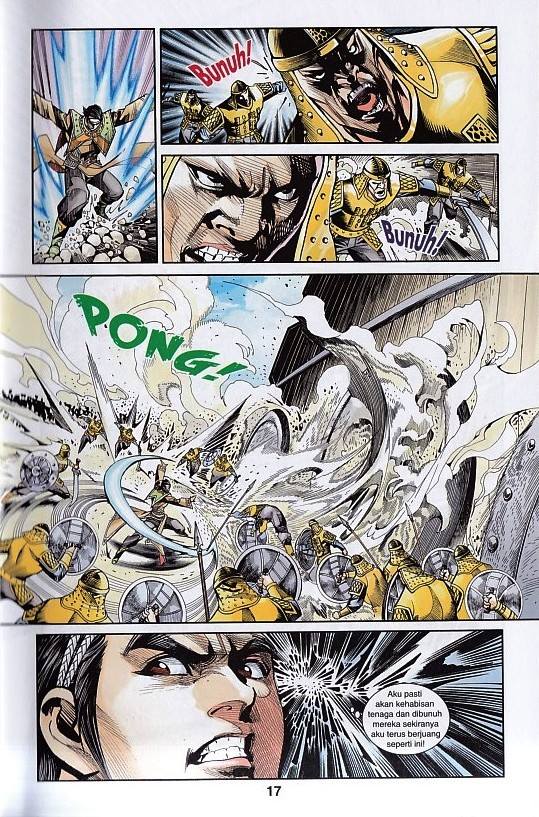 Bunuh!
Bunuh!
PONG!
Aku pasti
akan kehabisan
tenaga dan dibunuh
mereka sekiranya
aku terus berjuang
seperti ini!
17